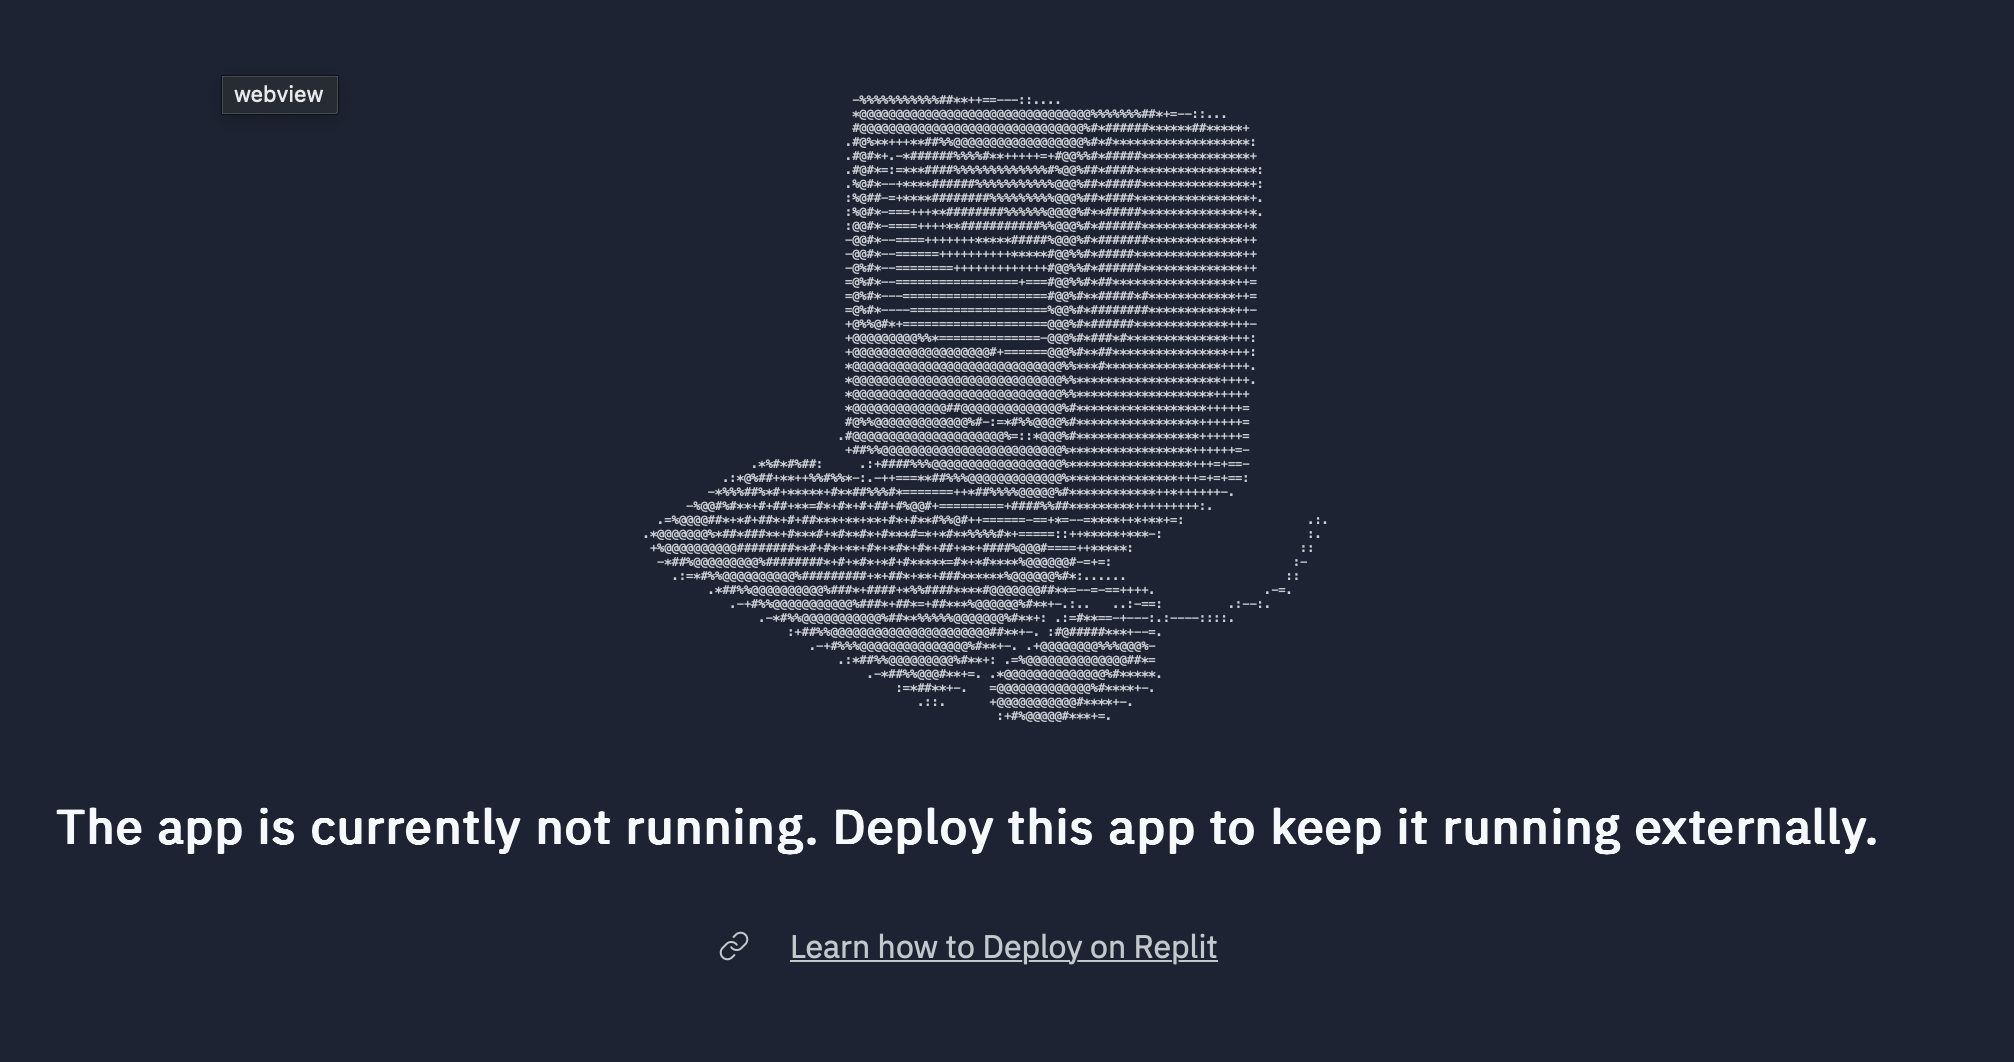 webview
The app is currently not running. Deploy this app to keep it running externally.
Learn how to Deploy on Replit